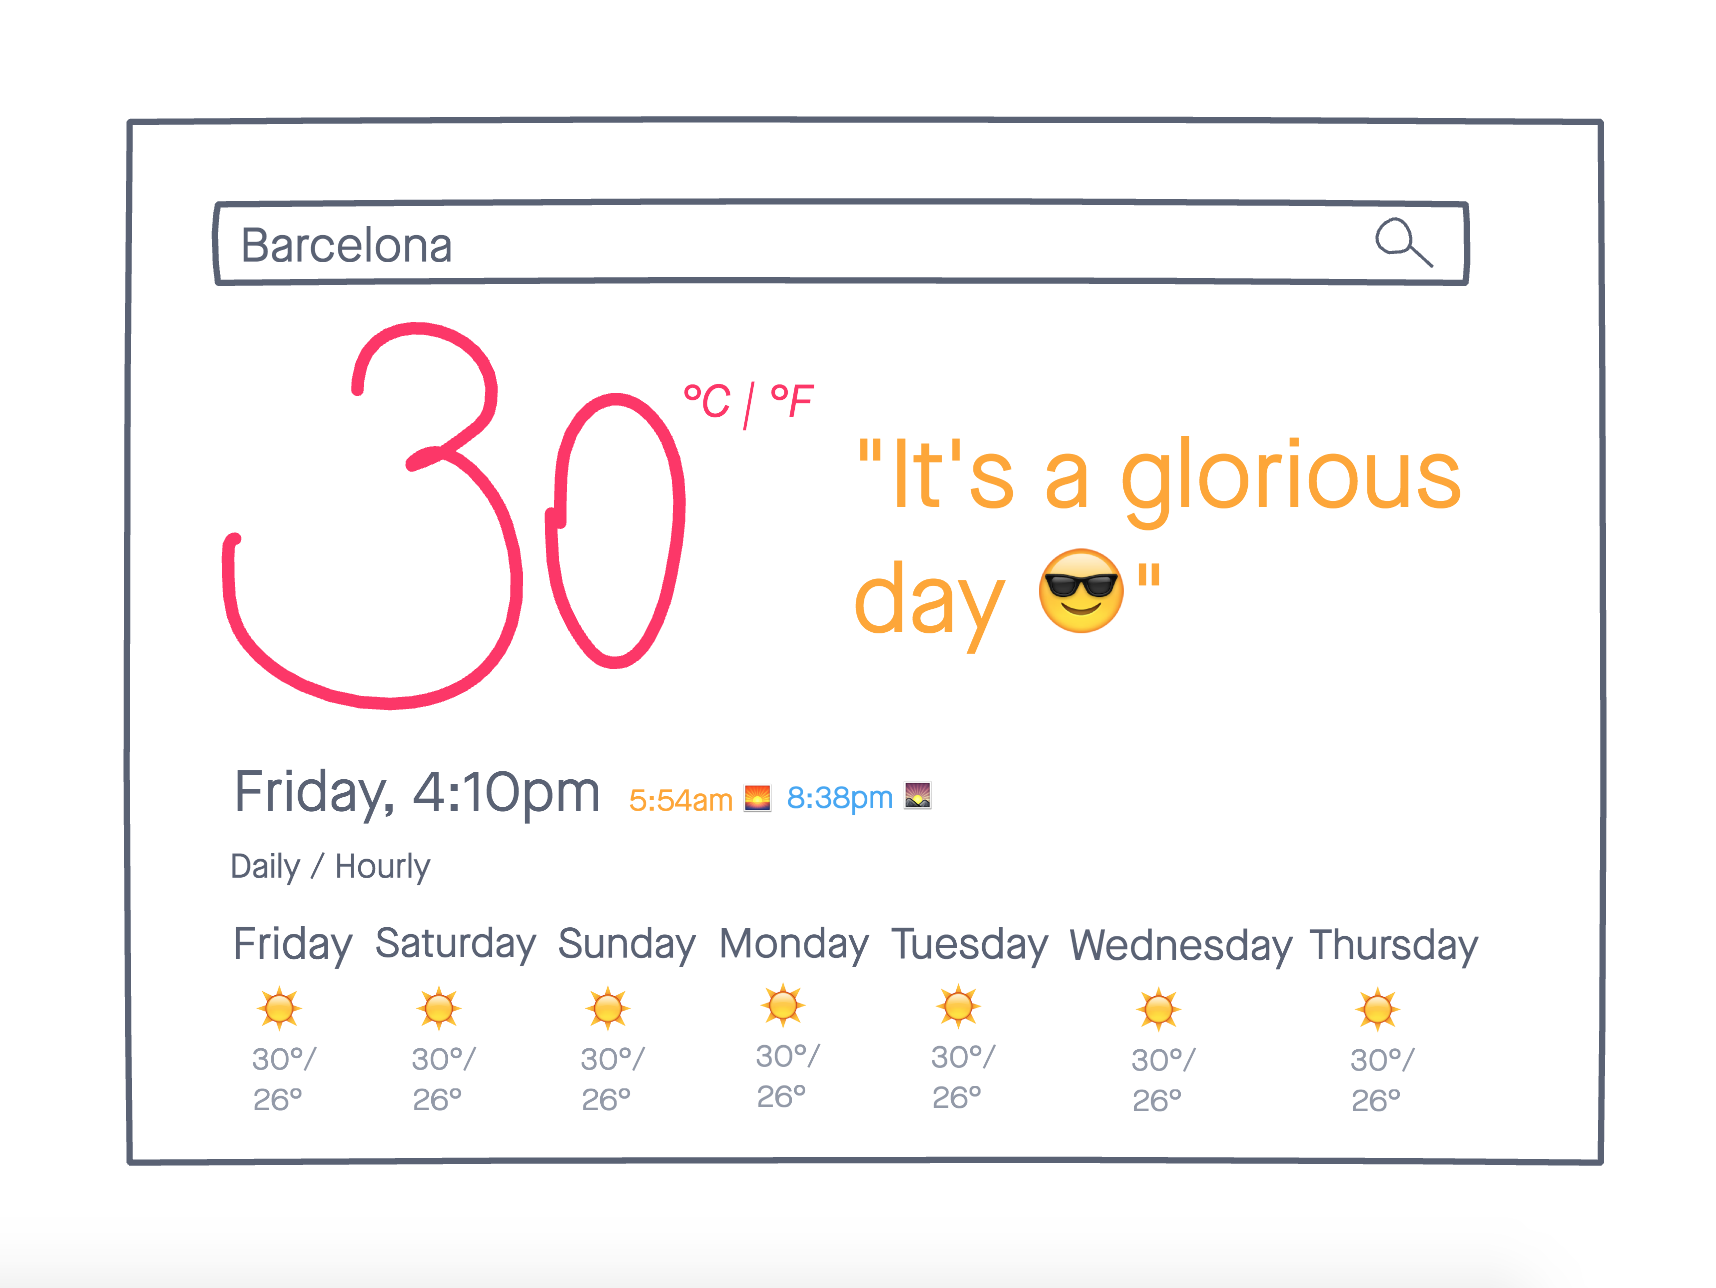 Barcelona
30 °C / °F
"It's a glorious
day 😎"
Friday, 4:10pm 5:54am 🌅 8:38pm 🌄
Daily / Hourly
Friday Saturday Sunday Monday Tuesday Wednesday Thursday
30°/ 30°/ 30°/ 30°/ 30°/ 30°/ 30°/
26° 26° 26° 26° 26° 26° 26°